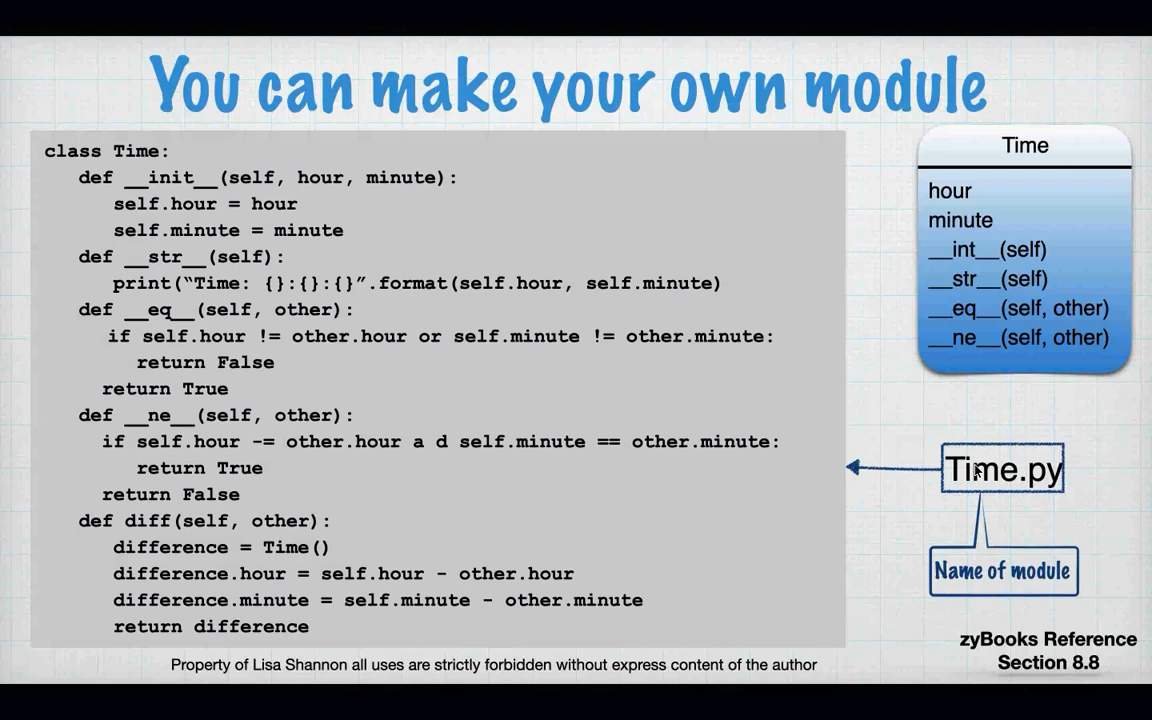 You can make your own module
class Time:
def __init__(self, hour, minute):
self.hour = hour
self.minute = minute
def __str__(self):
print(“Time: {}:{}:{}”.format(self.hour, self.minute)
def __eq__(self, other):
if self.hour != other.hour or self.minute != other.minute:
return False
return True
def __ne__(self, other):
if self.hour -= other.hour a d self.minute == other.minute:
return True
return False
def diff(self, other):
difference = Time()
difference.hour = self.hour - other.hour
difference.minute = self.minute - other.minute
return difference
Time
hour
minute
__int__(self)
__str__(self)
__eq__(self, other)
__ne__(self, other)
Time.py
Name of module
zyBooks Reference
Section 8.8
Property of Lisa Shannon all uses are strictly forbidden without express content of the author